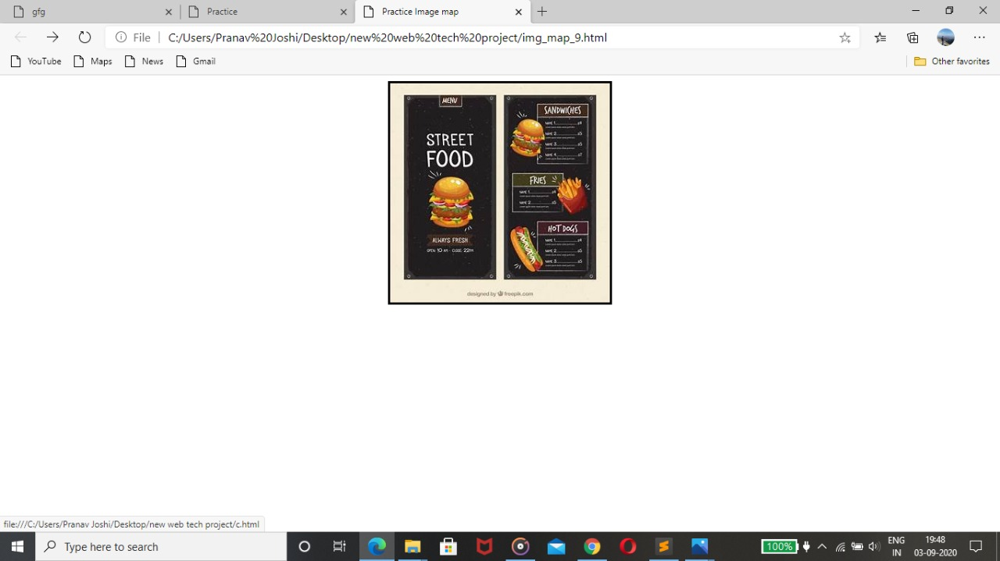 gfg
Practice
Practice Image map
File
C:/Users/Pranav%20Joshi/Desktop/new%20web%20tech%20project/img_map_9.html
YouTube
Maps
News
Gmail
Other favorites
MENU
STREET
FOOD
ALWAYS FRESH
OPEN 10 AM - CLOSE 22PM
SANDWICHES
NAME 1
NAME 2
NAME 3
NAME 4
FRIES
NAME 1
NAME 2
HOT DOGS
NAME 1
NAME 2
NAME 3
designed by freepik.com
file:///C:/Users/Pranav Joshi/Desktop/new web tech project/c.html
Type here to search
100%
ENG
IN
19:48
03-09-2020